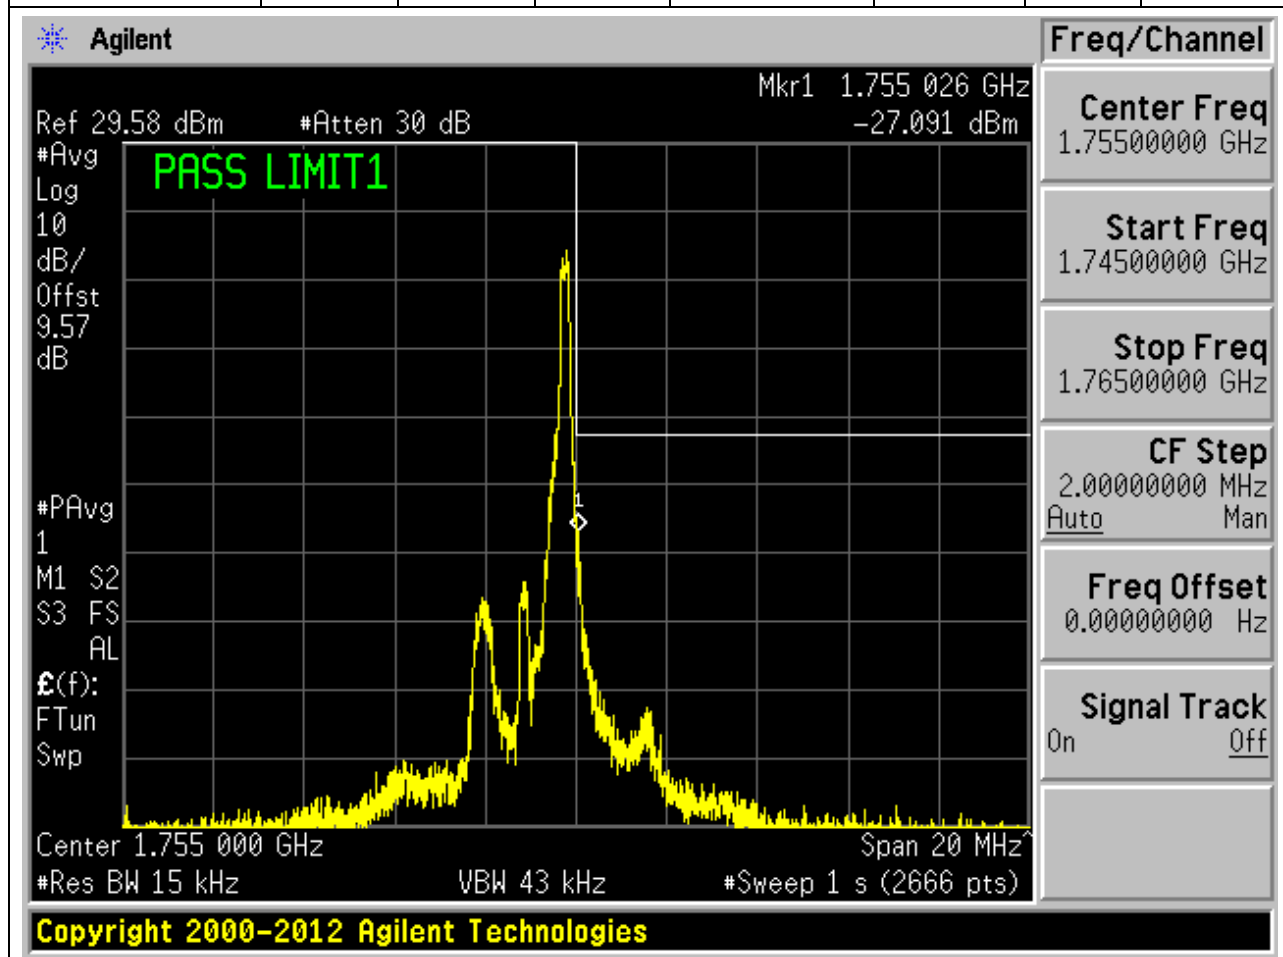 Agilent
Freq/Channel
Mkr1 1.755 026 GHz
Ref 29.58 dBm #Atten 30 dB -27.091 dBm
#Avg
Log
10
dB/
Offst
9.57
dB
PASS LIMIT1
1
#PAvg
1
M1 S2
S3 FS
AL
£(f):
FTun
Swp
Center 1.755 000 GHz Span 20 MHz^
#Res BW 15 kHz VBW 43 kHz #Sweep 1 s (2666 pts)
Center Freq
1.75500000 GHz
Start Freq
1.74500000 GHz
Stop Freq
1.76500000 GHz
CF Step
2.00000000 MHz
Auto Man
Freq Offset
0.00000000 Hz
Signal Track
On Off
Copyright 2000-2012 Agilent Technologies